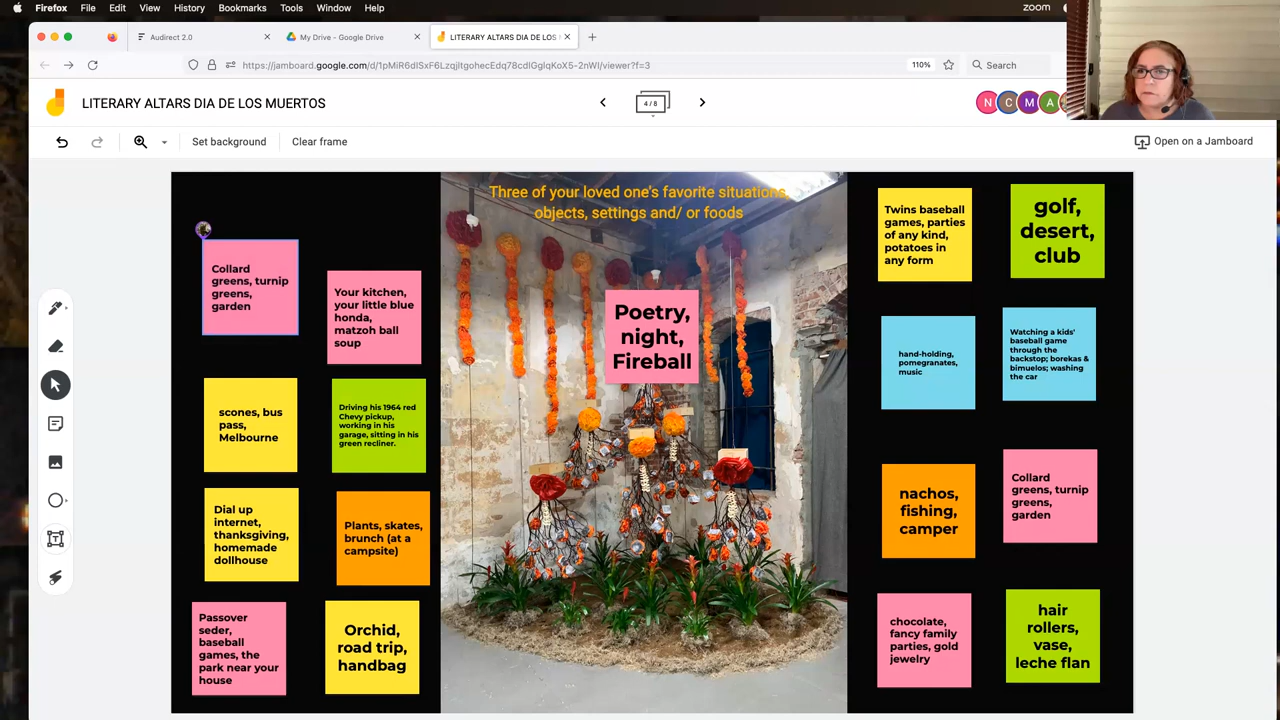 Firefox File Edit View History Bookmarks Tools Window Help
zoom
Audirect 2.0
My Drive - Google Drive
LITERARY ALTARS DIA DE LOS
110%
Search
LITERARY ALTARS DIA DE LOS MUERTOS
4 / 8
N C M A
Set background
Clear frame
Open on a Jamboard
Three of your loved one's favorite situations,
objects, settings and/ or foods
Collard
greens, turnip
greens,
garden
Your kitchen,
your little blue
honda,
matzoh ball
soup
scones, bus
pass,
Melbourne
Driving his 1964 red
Chevy pickup,
working in his
garage, sitting in his
green recliner.
Dial up
internet,
thanksgiving,
homemade
dollhouse
Plants, skates,
brunch (at a
campsite)
Passover
seder,
baseball
games, the
park near your
house
Orchid,
road trip,
handbag
Poetry,
night,
Fireball
Twins baseball
games, parties
of any kind,
potatoes in
any form
golf,
desert,
club
hand-holding,
pomegranates,
music
Watching a kids'
baseball game
through the
backstop; borekas &
bimuelos; washing
the car
nachos,
fishing,
camper
Collard
greens, turnip
greens,
garden
chocolate,
fancy family
parties, gold
jewelry
hair
rollers,
vase,
leche flan